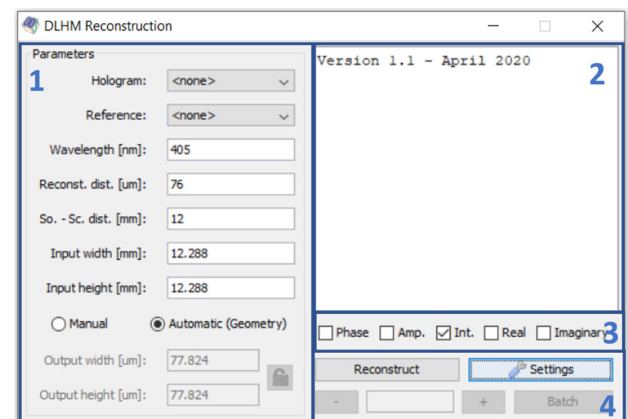 DLHM Reconstruction
Parameters
1
Hologram: <none>
Reference: <none>
Wavelength [nm]: 405
Reconst. dist. [um]: 76
So. - Sc. dist. [mm]: 12
Input width [mm]: 12.288
Input height [mm]: 12.288
Manual Automatic (Geometry)
Output width [um]: 77.824
Output height [um]: 77.824
Version 1.1 - April 2020
2
Phase Amp. Int. Real Imaginary
3
Reconstruct Settings
- + Batch
4